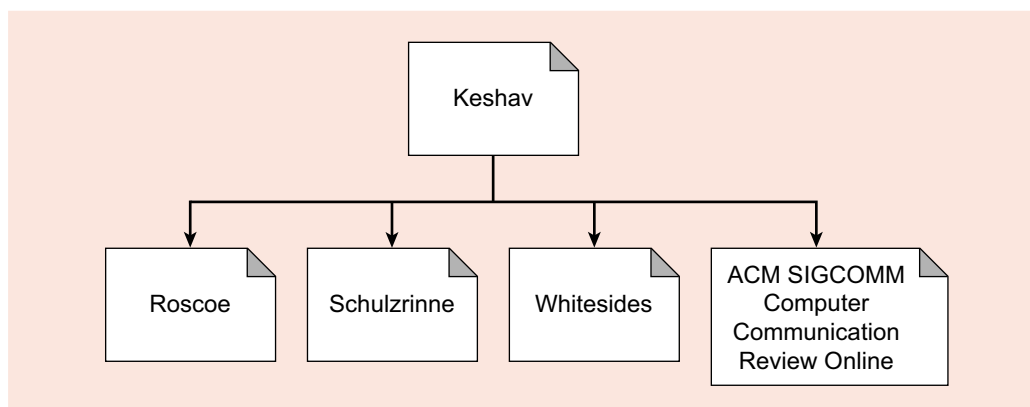 Keshav
Roscoe
Schulzrinne
Whitesides
ACM SIGCOMM
Computer
Communication
Review Online